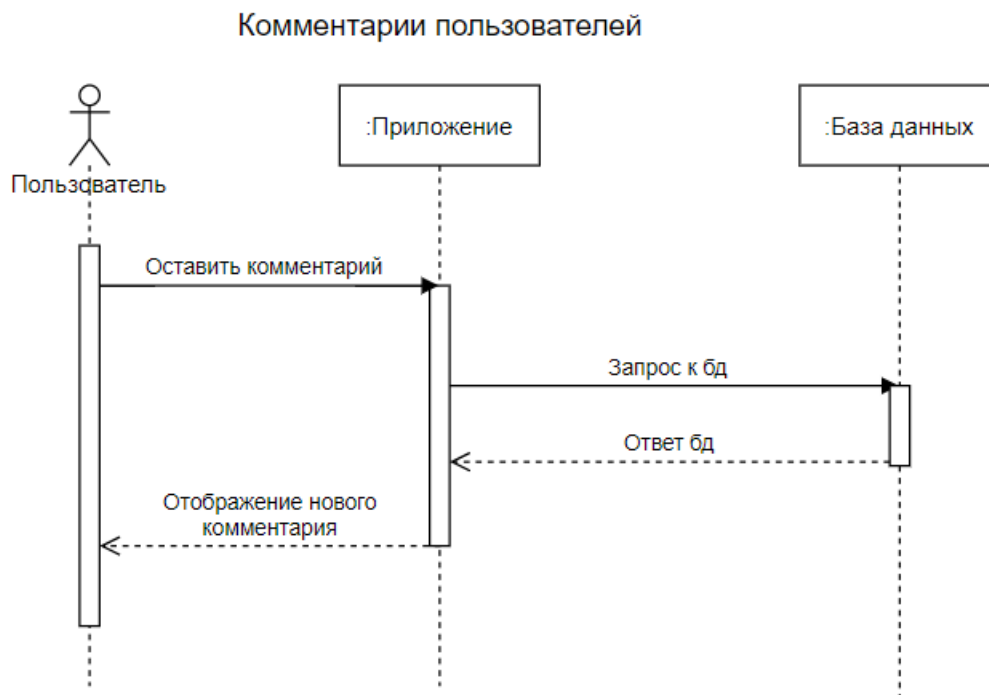 Комментарии пользователей
:Приложение
:База данных
Пользователь
Оставить комментарий
Запрос к бд
Ответ бд
Отображение нового
комментария